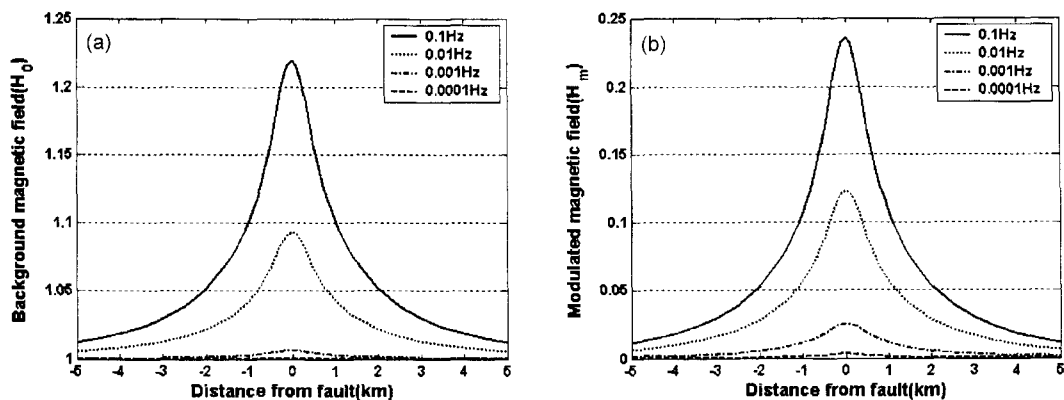 (a)
0.1Hz
0.01Hz
0.001Hz
0.0001Hz
Background magnetic field(H₀)
1.25
1.2
1.15
1.1
1.05
1
-5 -4 -3 -2 -1 0 1 2 3 4 5
Distance from fault(km)
(b)
0.1Hz
0.01Hz
0.001Hz
0.0001Hz
Modulated magnetic field(Hₘ)
0.25
0.2
0.15
0.1
0.05
0
-5 -4 -3 -2 -1 0 1 2 3 4 5
Distance from fault(km)